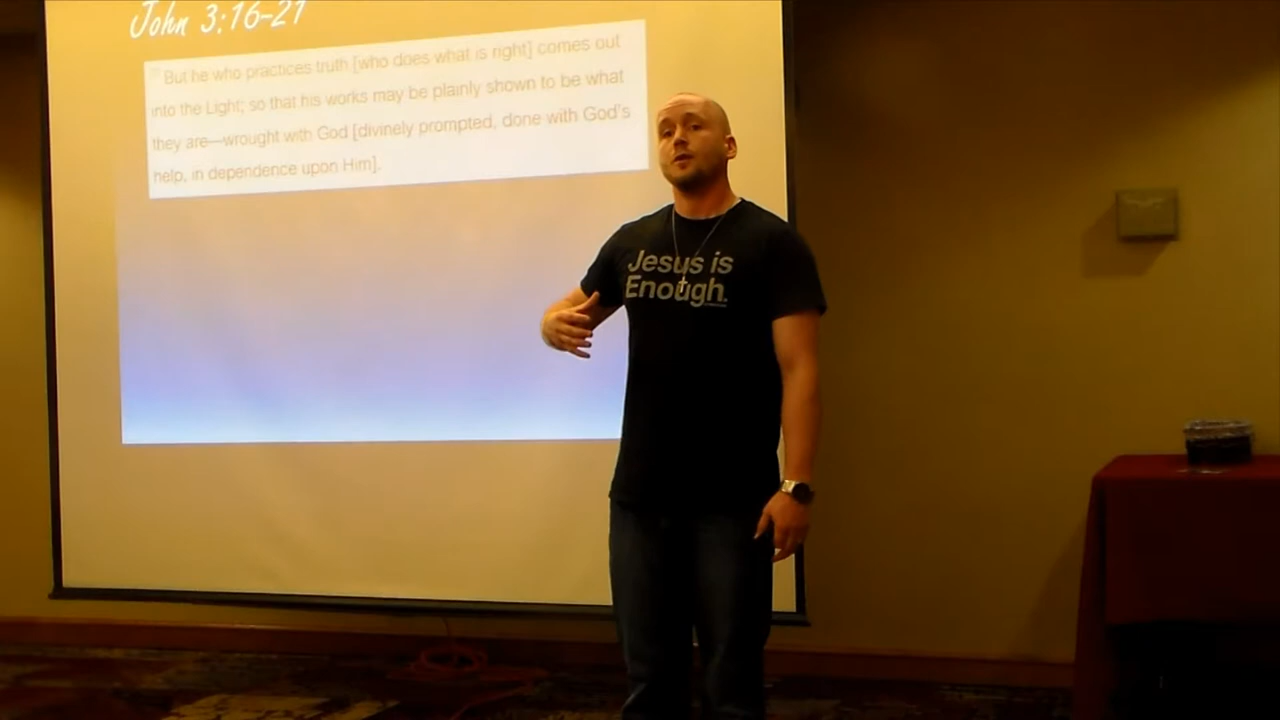 John 3:16-21
But he who practices truth [who does what is right] comes out
into the Light; so that his works may be plainly shown to be what
they are—wrought with God [divinely prompted, done with God's
help, in dependence upon Him].
Jesus is
Enough.